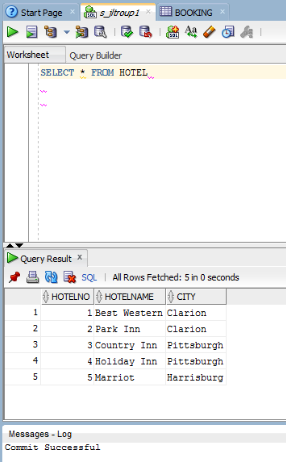 Start Page s_jtroup1 BOOKING
SQL Aa
Worksheet Query Builder
SELECT * FROM HOTEL
Query Result x
SQL | All Rows Fetched: 5 in 0 seconds
HOTELNO HOTELNAME CITY
1 1 Best Western Clarion
2 2 Park Inn Clarion
3 3 Country Inn Pittsburgh
4 4 Holiday Inn Pittsburgh
5 5 Marriot Harrisburg
Messages - Log
Commit Successful